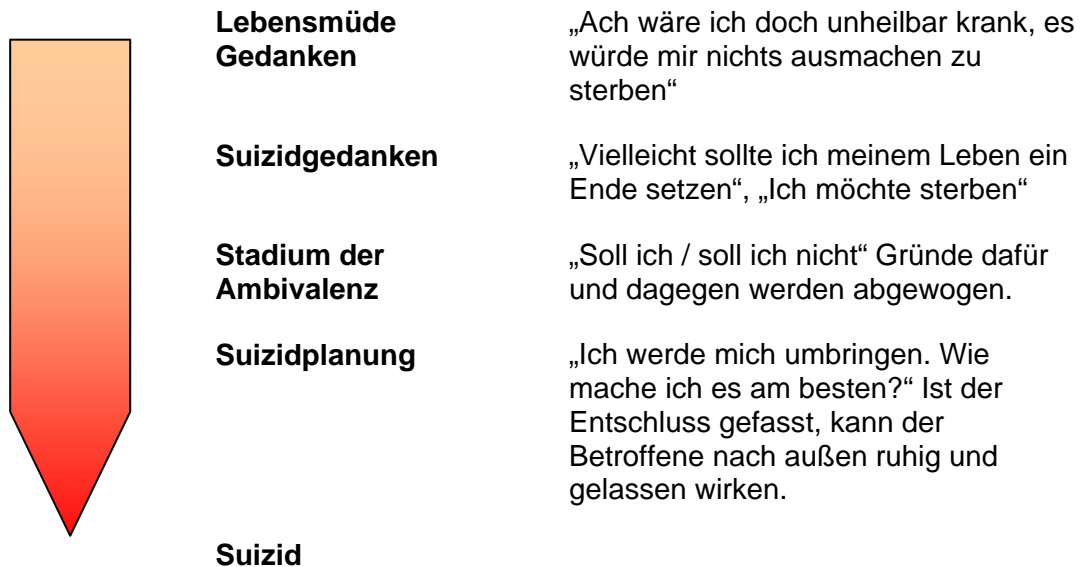 Lebensmüde
Gedanken
„Ach wäre ich doch unheilbar krank, es
würde mir nichts ausmachen zu
sterben“
Suizidgedanken
„Vielleicht sollte ich meinem Leben ein
Ende setzen“, „Ich möchte sterben“
Stadium der
Ambivalenz
„Soll ich / soll ich nicht“ Gründe dafür
und dagegen werden abgewogen.
Suizidplanung
„Ich werde mich umbringen. Wie
mache ich es am besten?“ Ist der
Entschluss gefasst, kann der
Betroffene nach außen ruhig und
gelassen wirken.
Suizid